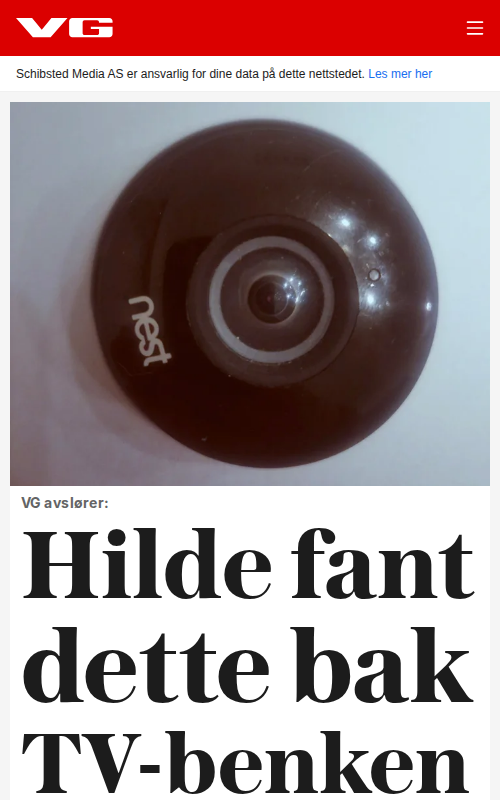 VG
Schibsted Media AS er ansvarlig for dine data på dette nettstedet. Les mer her
nest
VG avslører:
Hilde fant
dette bak
TV-benken